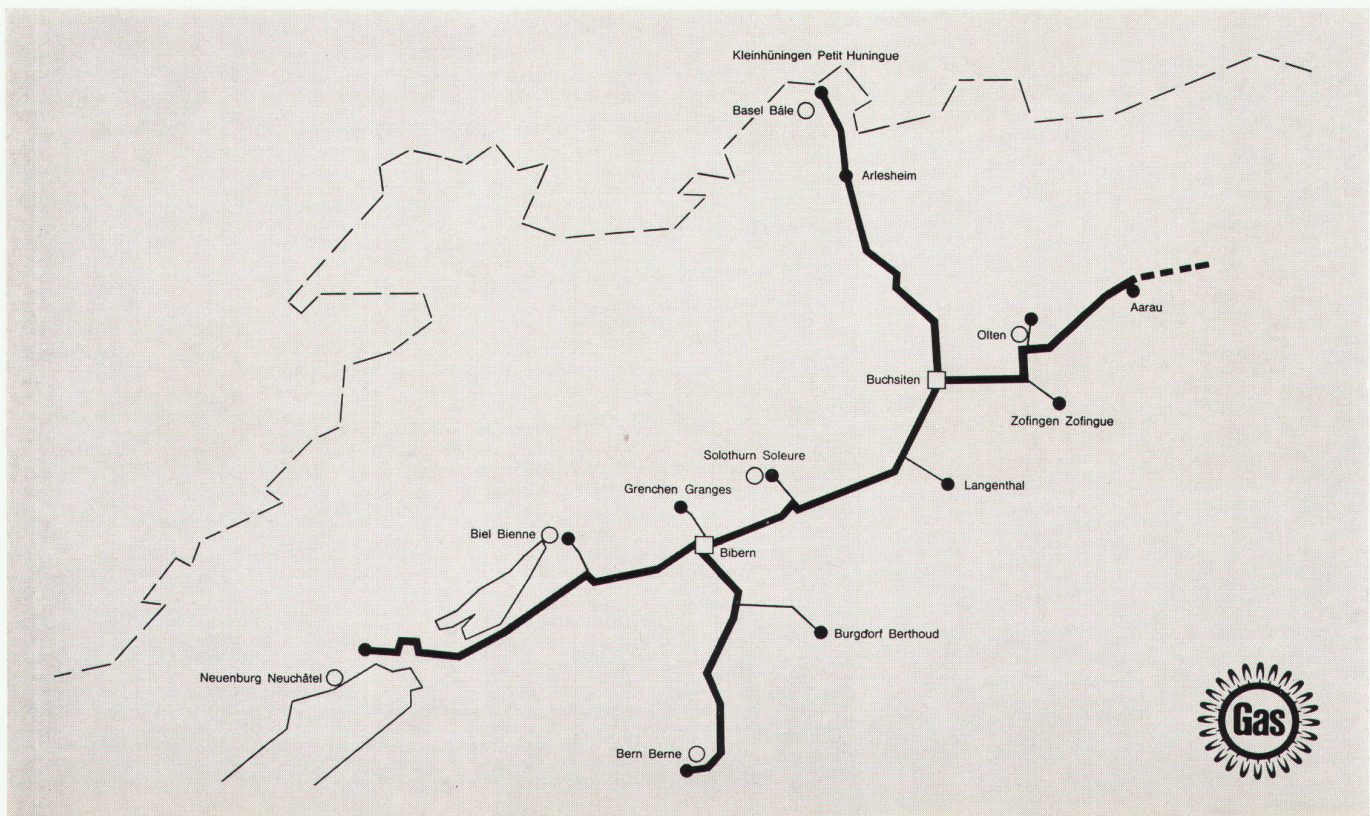 Kleinhüningen Petit Huningue
Basel Bâle
Arlesheim
Aarau
Olten
Buchsiten
Zofingen Zofingue
Solothurn Soleure
Langenthal
Grenchen Granges
Biel Bienne
Bibern
Burgdorf Berthoud
Neuenburg Neuchâtel
Gas
Bern Berne